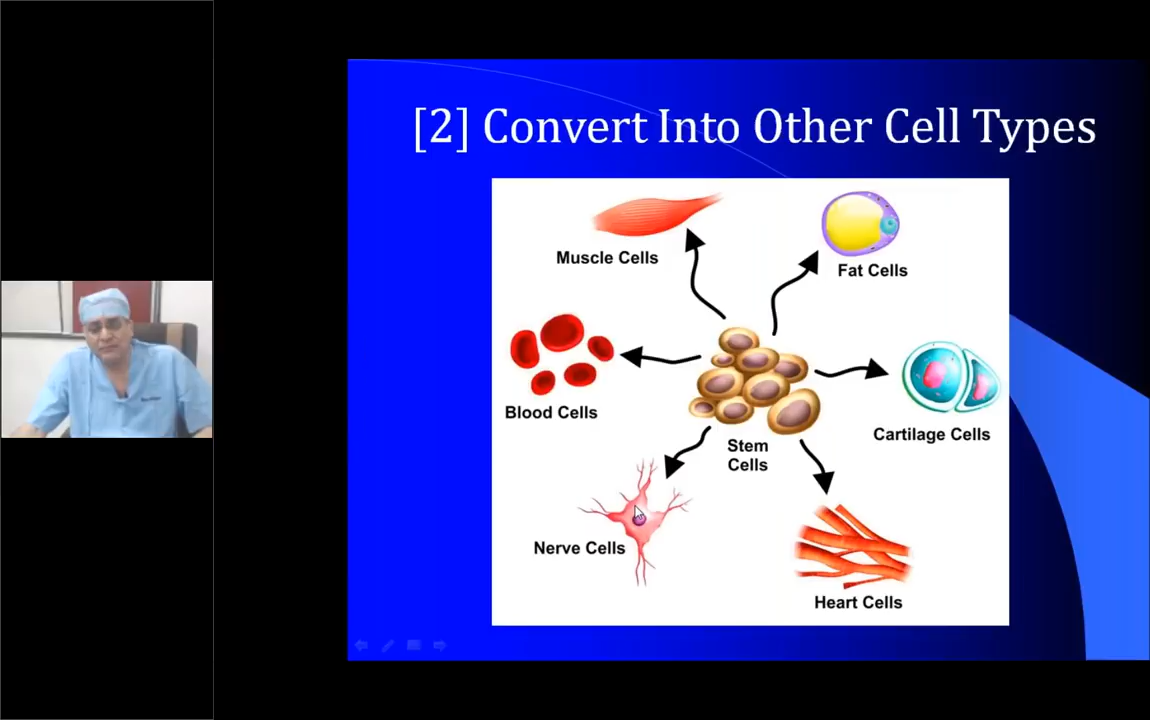 [2] Convert Into Other Cell Types
Muscle Cells
Fat Cells
Blood Cells
Cartilage Cells
Stem
Cells
Nerve Cells
Heart Cells